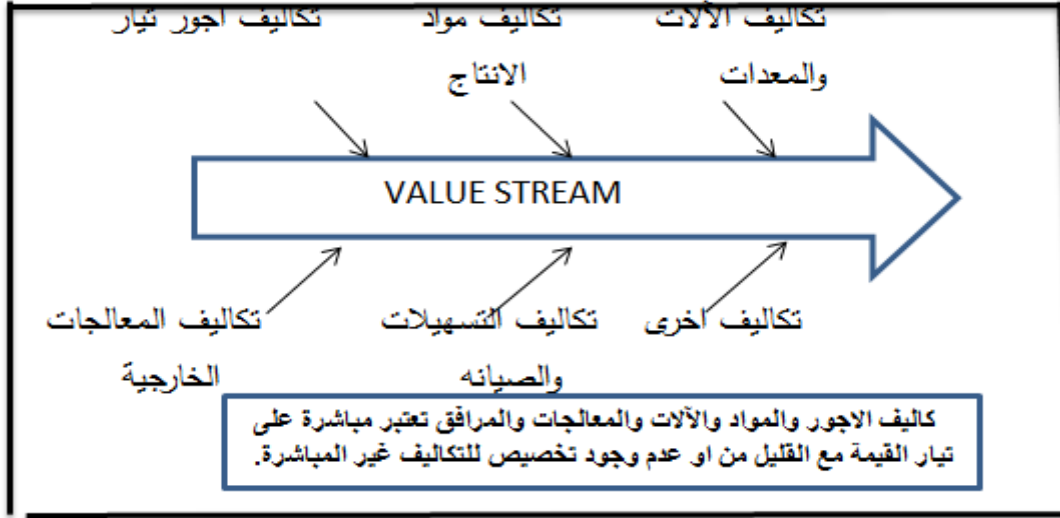 تكاليف اجور تيار
تكاليف مواد
الانتاج
تكاليف الآلات
والمعدات
VALUE STREAM
تكاليف المعالجات
الخارجية
تكاليف التسهيلات
والصيانه
تكاليف اخرى
كاليف الاجور والمواد والآلات والمعالجات والمرافق تعتبر مباشرة على
تيار القيمة مع القليل من او عدم وجود تخصيص للتكاليف غير المباشرة.